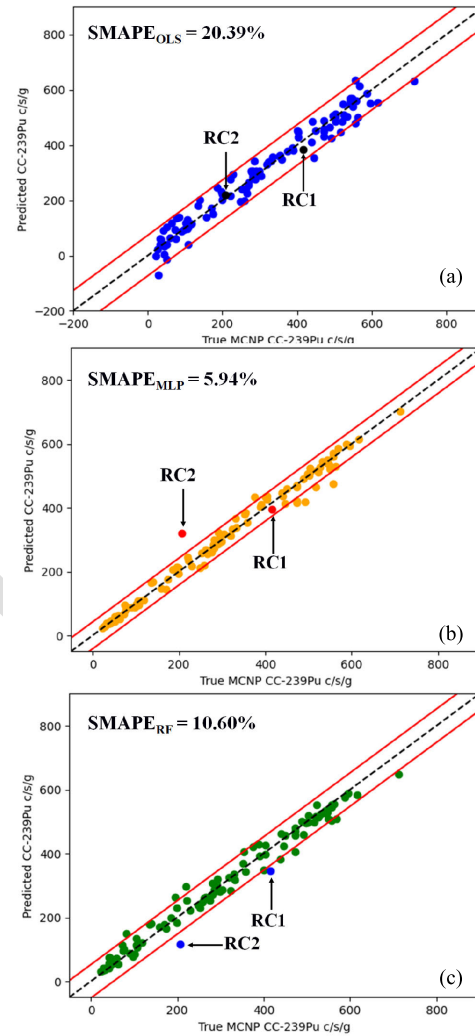 SMAPE_OLS = 20.39%
800
600
400
200
0
−200
Predicted CC-239Pu c/s/g
RC2
RC1
(a)
−200 0 200 400 600 800
True MCNP CC-239Pu c/s/g
SMAPE_MLP = 5.94%
800
600
400
200
0
Predicted CC-239Pu c/s/g
RC2
RC1
(b)
0 200 400 600 800
True MCNP CC-239Pu c/s/g
SMAPE_RF = 10.60%
800
600
400
200
0
Predicted CC-239Pu c/s/g
RC1
RC2
(c)
0 200 400 600 800
True MCNP CC-239Pu c/s/g